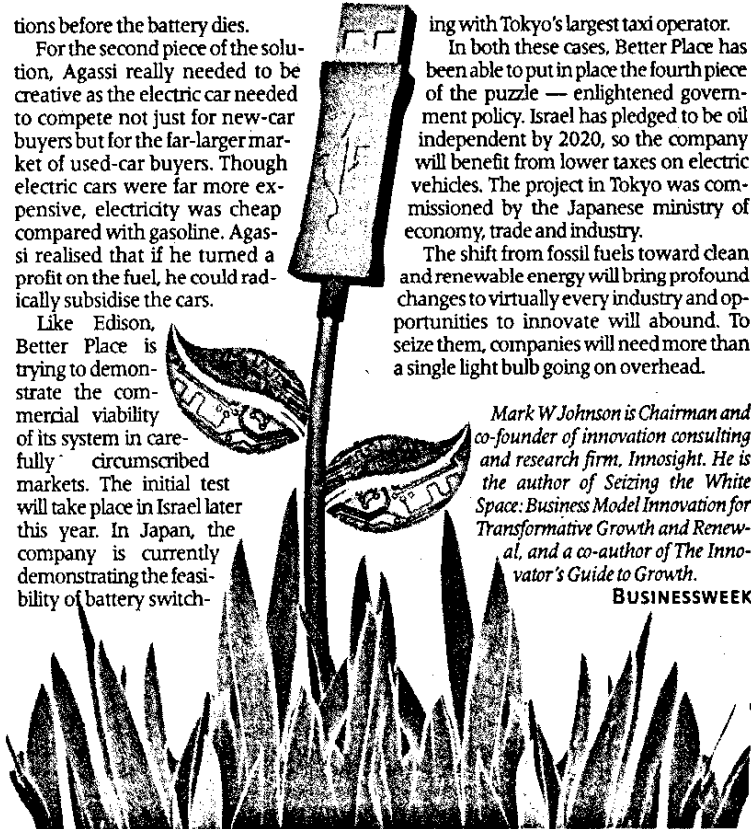 tions before the battery dies.
For the second piece of the solu-
tion, Agassi really needed to be
creative as the electric car needed
to compete not just for new-car
buyers but for the far-larger mar-
ket of used-car buyers. Though
electric cars were far more ex-
pensive, electricity was cheap
compared with gasoline. Agas-
si realised that if he turned a
profit on the fuel, he could rad-
ically subsidise the cars.
Like Edison,
Better Place is
trying to demon-
strate the com-
mercial viability
of its system in care-
fully circumscribed
markets. The initial test
will take place in Israel later
this year. In Japan, the
company is currently
demonstrating the feasi-
bility of battery switch-
ing with Tokyo's largest taxi operator.
In both these cases, Better Place has
been able to put in place the fourth piece
of the puzzle — enlightened govern-
ment policy. Israel has pledged to be oil
independent by 2020, so the company
will benefit from lower taxes on electric
vehicles. The project in Tokyo was com-
missioned by the Japanese ministry of
economy, trade and industry.
The shift from fossil fuels toward clean
and renewable energy will bring profound
changes to virtually every industry and op-
portunities to innovate will abound. To
seize them, companies will need more than
a single light bulb going on overhead.
Mark W Johnson is Chairman and
co-founder of innovation consulting
and research firm, Innosight. He is
the author of Seizing the White
Space: Business Model Innovation for
Transformative Growth and Renew-
al, and a co-author of The Inno-
vator's Guide to Growth.
BUSINESSWEEK